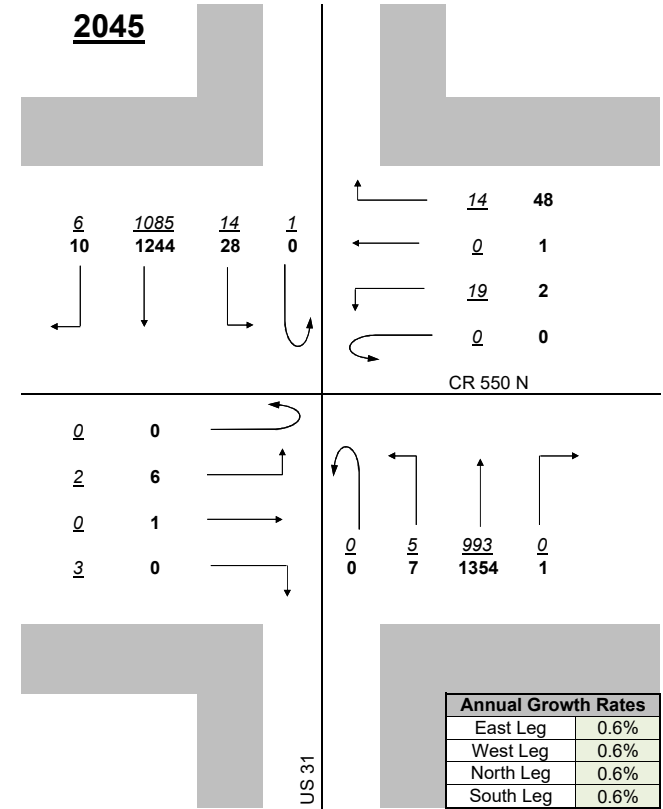 2045
14 48
6 1085 14 1
10 1244 28 0
0 1
19 2
0 0
CR 550 N
0 0
2 6
0 1
3 0
0 5 993 0
0 7 1354 1
US 31
Annual Growth Rates
East Leg 0.6%
West Leg 0.6%
North Leg 0.6%
South Leg 0.6%